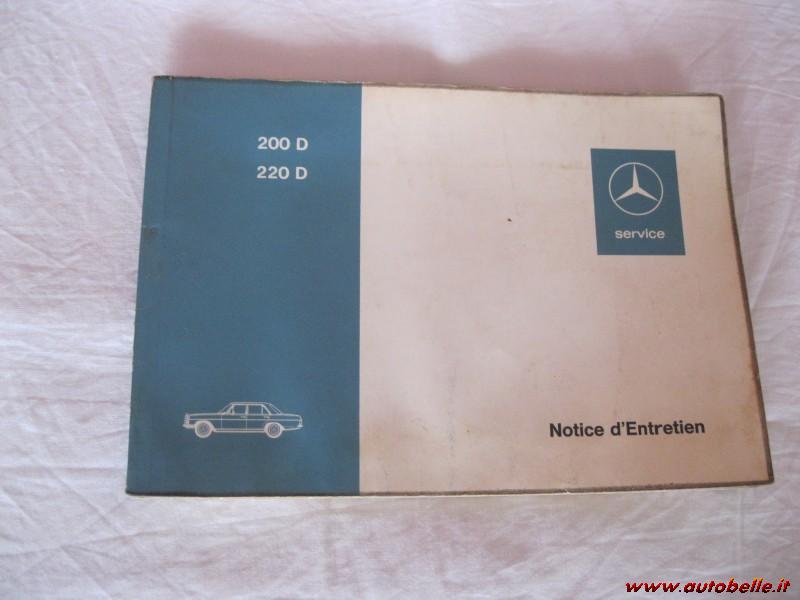 200 D
220 D
service
Notice d'Entretien
www.autobelle.it